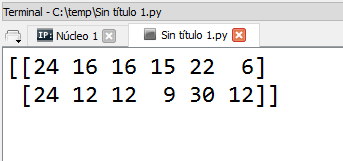 Terminal - C:\temp\Sin título 1.py
IP: Núcleo 1 Sin título 1.py
[[24 16 16 15 22  6]
 [24 12 12  9 30 12]]